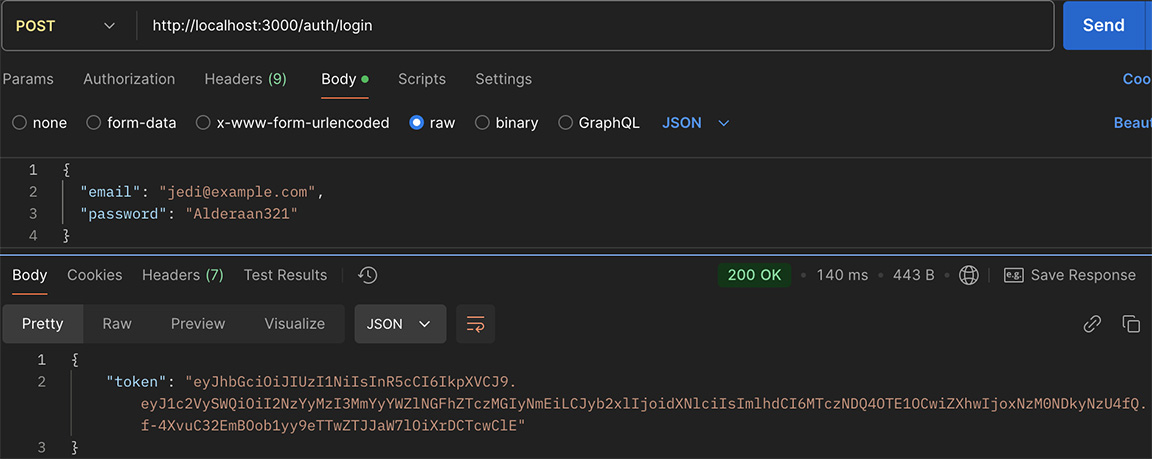 POST http://localhost:3000/auth/login Send
Params Authorization Headers (9) Body Scripts Settings Coo
none form-data x-www-form-urlencoded raw binary GraphQL JSON Beaut
1 {
2 "email": "jedi@example.com",
3 "password": "Alderaan321"
4 }
Body Cookies Headers (7) Test Results 200 OK • 140 ms • 443 B • e.g. Save Response
Pretty Raw Preview Visualize JSON
1 {
2 "token": "eyJhbGciOiJIUzI1NiIsInR5cCI6IkpXVCJ9.
eyJ1c2VySWQiOiI2NzYyMzI3MmYyYWZlNGFhZTczMGIyNmEiLCJyb2xlIjoidXNlciIsImlhdCI6MTczNDQ4OTE1OCwiZXhwIjoxNzM0NDkyNzU4fQ.
f-4XvuC32EmBOob1yy9eTTwZTJJaW7lOiXrDCTcwClE"
3 }